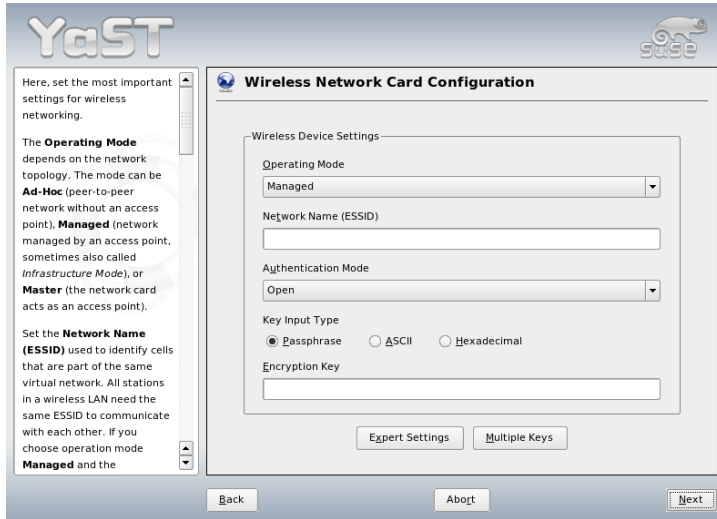 YaST
SUSE
Here, set the most important
settings for wireless
networking.
The Operating Mode
depends on the network
topology. The mode can be
Ad-Hoc (peer-to-peer
network without an access
point), Managed (network
managed by an access point,
sometimes also called
Infrastructure Mode), or
Master (the network card
acts as an access point).
Set the Network Name
(ESSID) used to identify cells
that are part of the same
virtual network. All stations
in a wireless LAN need the
same ESSID to communicate
with each other. If you
choose operation mode
Managed and the
Wireless Network Card Configuration
Wireless Device Settings
Operating Mode
Managed
Network Name (ESSID)
Authentication Mode
Open
Key Input Type
Passphrase ASCII Hexadecimal
Encryption Key
Expert Settings Multiple Keys
Back Abort Next